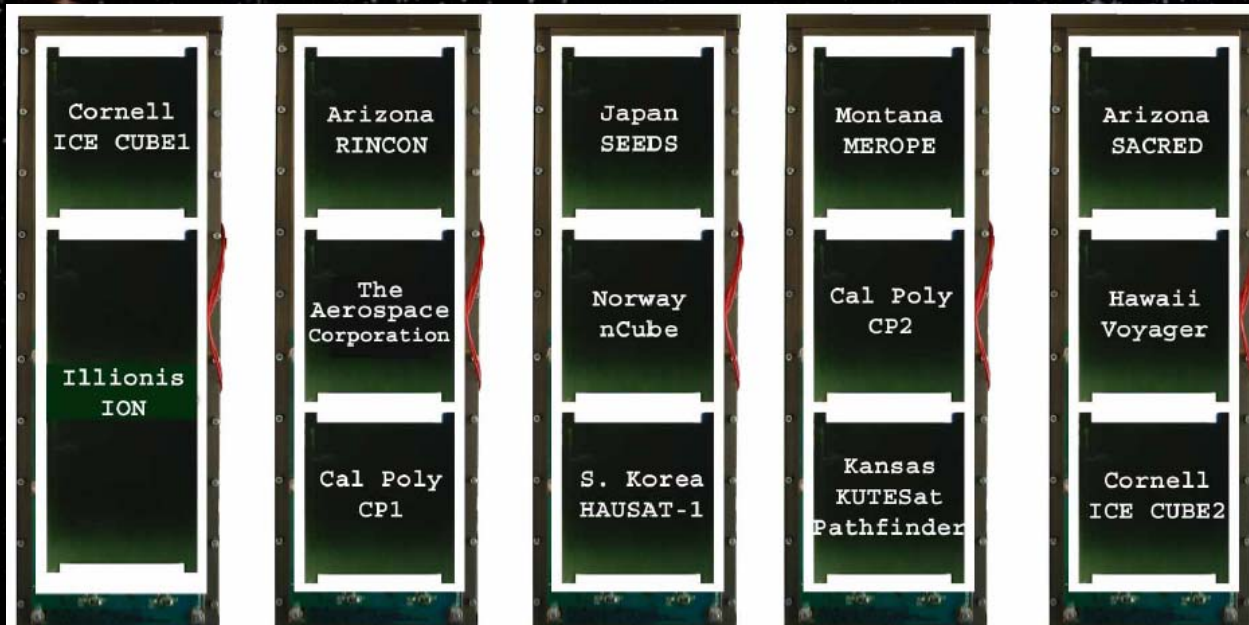 Cornell
ICE CUBE1
Illionis
ION
Arizona
RINCON
The
Aerospace
Corporation
Cal Poly
CP1
Japan
SEEDS
Norway
nCube
S. Korea
HAUSAT-1
Montana
MEROPE
Cal Poly
CP2
Kansas
KUTESat
Pathfinder
Arizona
SACRED
Hawaii
Voyager
Cornell
ICE CUBE2